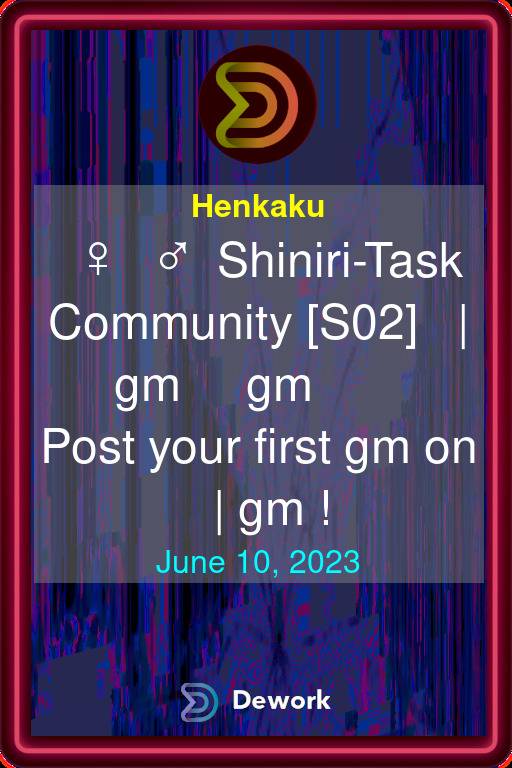 Henkaku
♀ ♂ Shiniri-Task
Community [S02] |
gm gm
Post your first gm on
| gm !
June 10, 2023
Dework